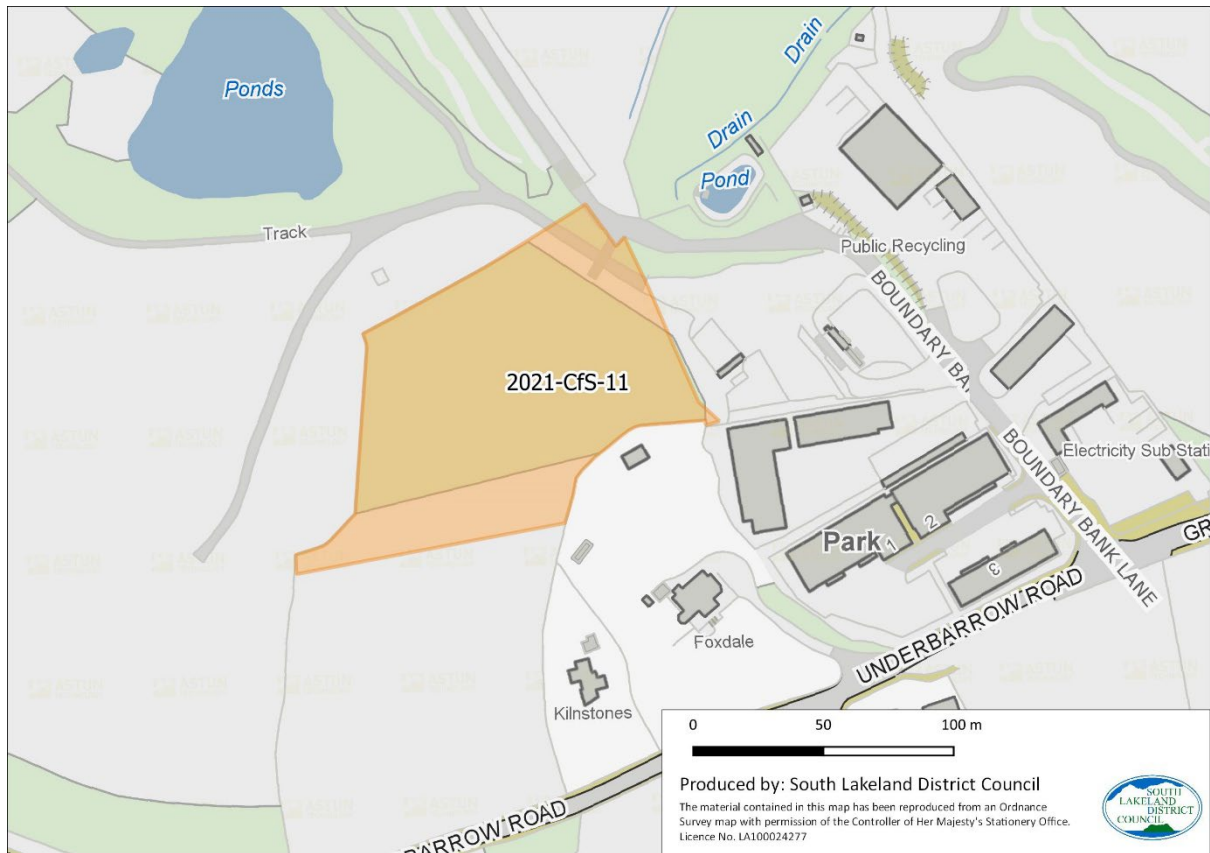 Ponds
Drain
Drain
Pond
Track
Public Recycling
BOUNDARY BA
2021-CfS-11
BOUNDARY BANK LANE
Electricity Sub Stati
Park
1
2
3
GR
UNDERBARROW ROAD
Foxdale
Kilnstones
BARROW ROAD
0 50 100 m
Produced by: South Lakeland District Council
The material contained in this map has been reproduced from an Ordnance
Survey map with permission of the Controller of Her Majesty's Stationery Office.
Licence No. LA100024277
SOUTH
LAKELAND
DISTRICT
COUNCIL